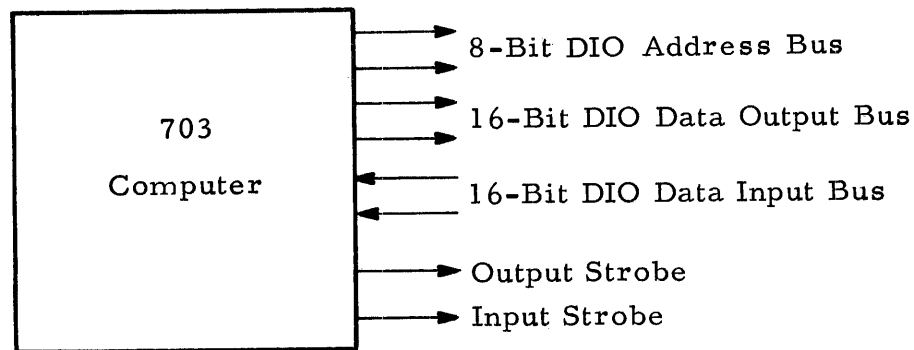 703
Computer
8-Bit DIO Address Bus
16-Bit DIO Data Output Bus
16-Bit DIO Data Input Bus
Output Strobe
Input Strobe